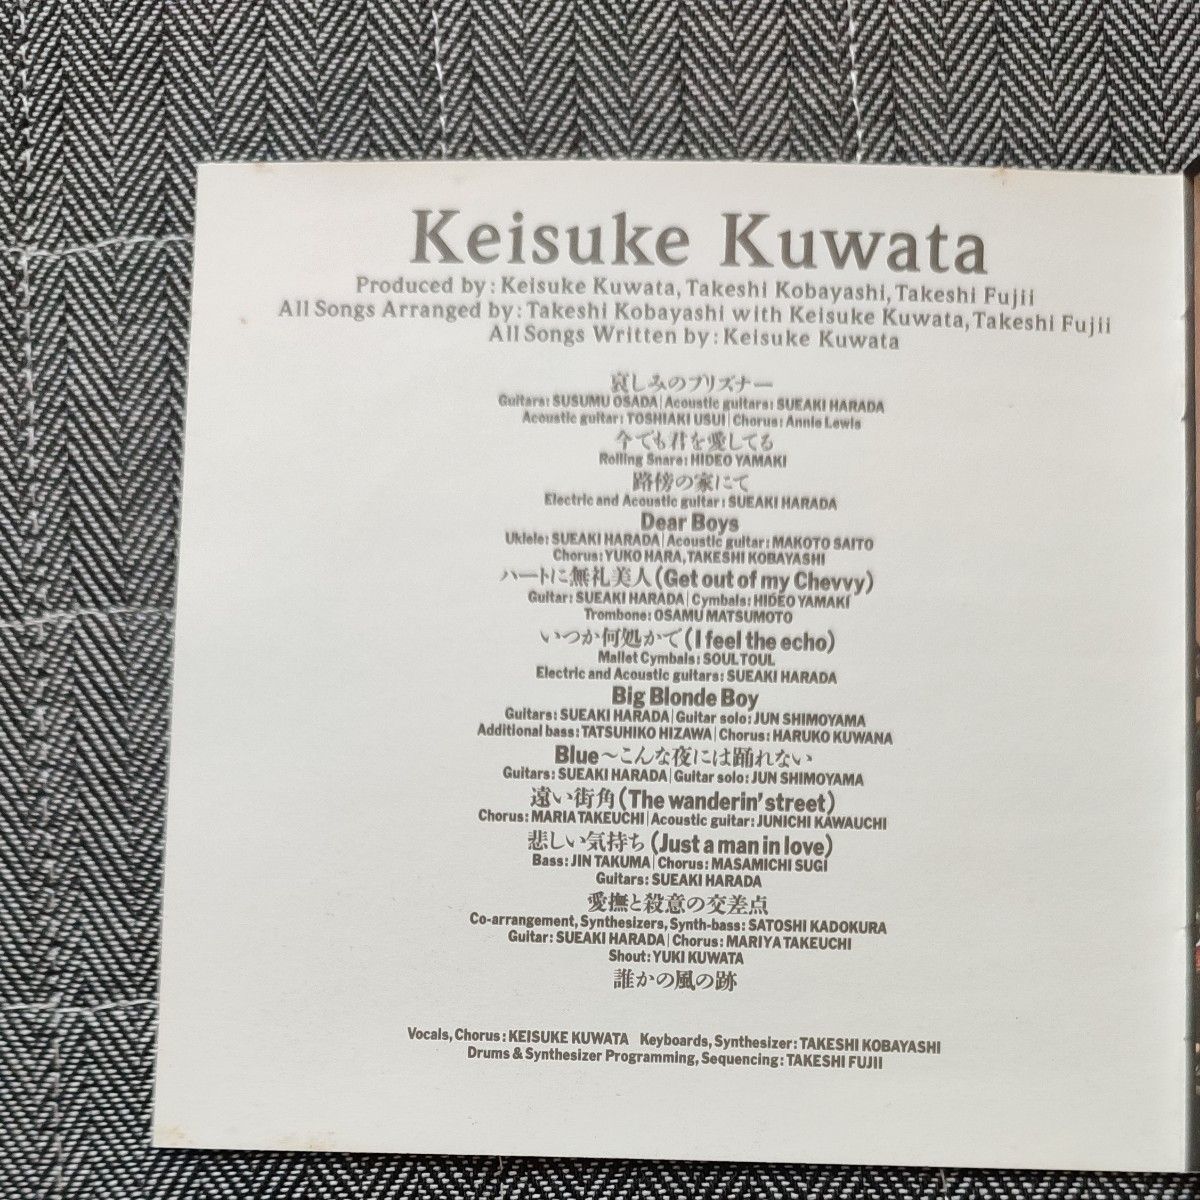 Keisuke Kuwata
Produced by: Keisuke Kuwata, Takeshi Kobayashi, Takeshi Fujii
All Songs Arranged by: Takeshi Kobayashi with Keisuke Kuwata, Takeshi Fujii
All Songs Written by: Keisuke Kuwata
哀しみのプリズナー
Guitars: SUSUMU OSADA | Acoustic guitars: SUEAKI HARADA
Acoustic guitar: TOSHIAKI USUI | Chorus: Annie Lewis
今でも君を愛してる
Rolling Snare: HIDEO YAMAKI
路傍の家にて
Electric and Acoustic guitar: SUEAKI HARADA
Dear Boys
Uklele: SUEAKI HARADA | Acoustic guitar: MAKOTO SAITO
Chorus: YUKO HARA, TAKESHI KOBAYASHI
ハートに無礼美人 (Get out of my Chevvy)
Guitar: SUEAKI HARADA | Cymbals: HIDEO YAMAKI
Trombone: OSAMU MATSUMOTO
いつか何処かで (I feel the echo)
Mallet Cymbals: SOUL TOUL
Electric and Acoustic guitars: SUEAKI HARADA
Big Blonde Boy
Guitars: SUEAKI HARADA | Guitar solo: JUN SHIMOYAMA
Additional bass: TATSUHIKO HIZAWA | Chorus: HARUKO KUWANA
Blue〜こんな夜には踊れない
Guitars: SUEAKI HARADA | Guitar solo: JUN SHIMOYAMA
遠い街角 (The wanderin' street)
Chorus: MARIA TAKEUCHI | Acoustic guitar: JUNICHI KAWAUCHI
悲しい気持ち (Just a man in love)
Bass: JIN TAKUMA | Chorus: MASAMICHI SUGI
Guitars: SUEAKI HARADA
愛撫と殺意の交差点
Co-arrangement, Synthesizers, Synth-bass: SATOSHI KADOKURA
Guitar: SUEAKI HARADA | Chorus: MARIYA TAKEUCHI
Shout: YUKI KUWATA
誰かの風の跡
Vocals, Chorus: KEISUKE KUWATA Keyboards, Synthesizer: TAKESHI KOBAYASHI
Drums & Synthesizer Programming, Sequencing: TAKESHI FUJII